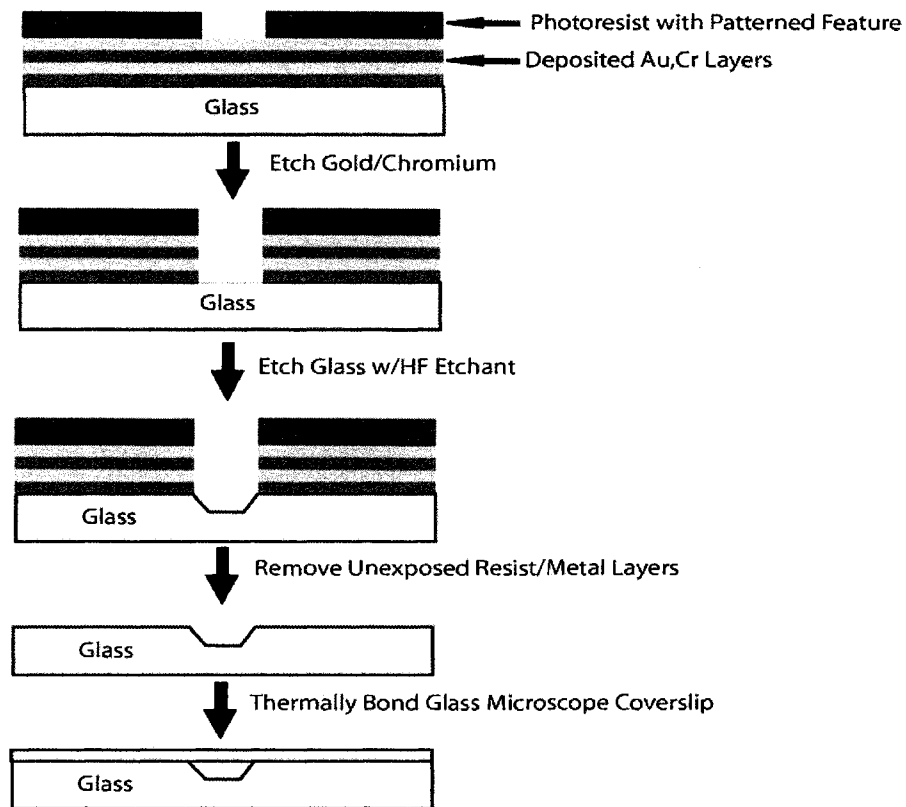 Photoresist with Patterned Feature
Deposited Au,Cr Layers
Glass
Etch Gold/Chromium
Glass
Etch Glass w/HF Etchant
Glass
Remove Unexposed Resist/Metal Layers
Glass
Thermally Bond Glass Microscope Coverslip
Glass